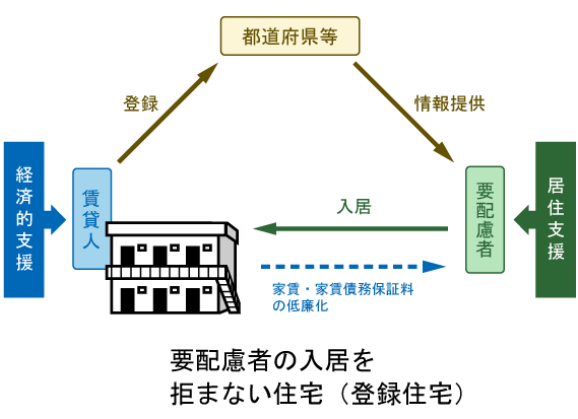 都道府県等
登録
情報提供
経済的支援
賃貸人
入居
要配慮者
居住支援
家賃・家賃債務保証料
の低廉化
要配慮者の入居を
拒まない住宅（登録住宅）